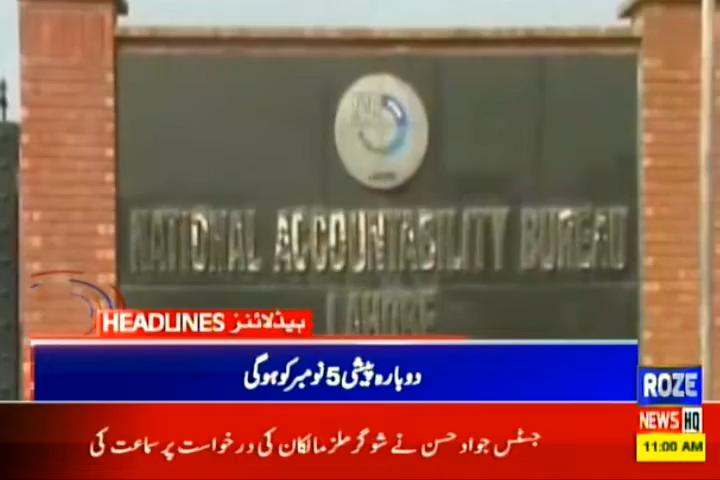 NATIONAL ACCOUNTABILITY BUREAU
LAHORE
HEADLINES ہیڈلائنز
دوبارہ پیشی 5 نومبر کو ہوگی
جسٹس جواد حسن نے شوگر ملز مالکان کی درخواست پر سماعت کی
ROZE
NEWS HQ
11:00 AM